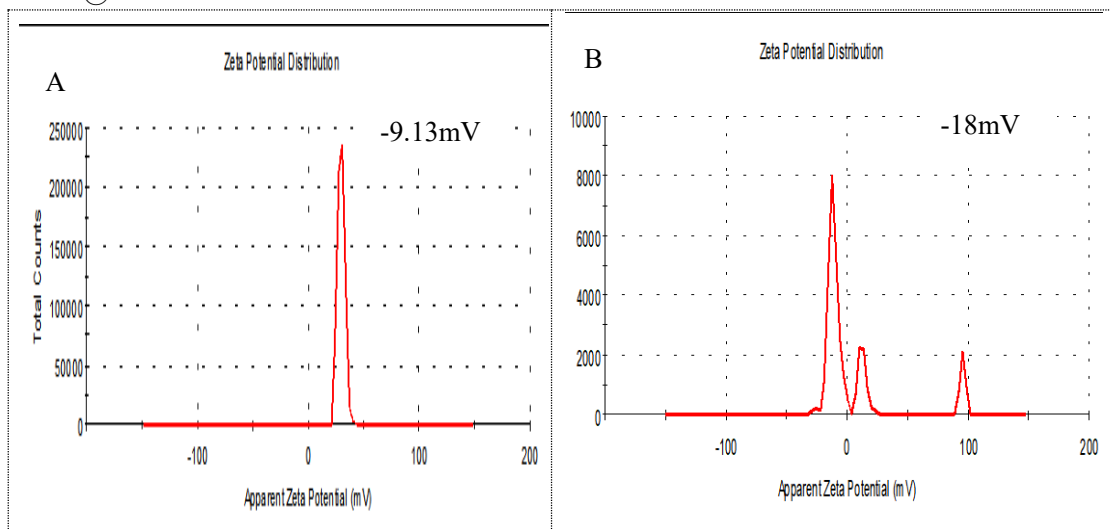 Zeta Potential Distribution
A
-9.13mV
250000
200000
150000
100000
50000
0
Total Counts
-100
0
100
200
Apparent Zeta Potential (mV)
Zeta Potential Distribution
B
-18mV
10000
8000
6000
4000
2000
0
-100
0
100
200
Apparent Zeta Potential (mV)